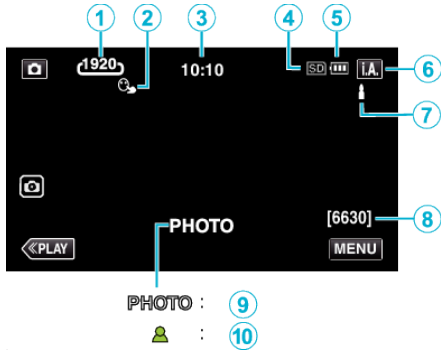 1 2 3 4 5
1920 10:10 SD i.A. 6
7
PHOTO [6630] 8
≪PLAY MENU
PHOTO : 9
: 10